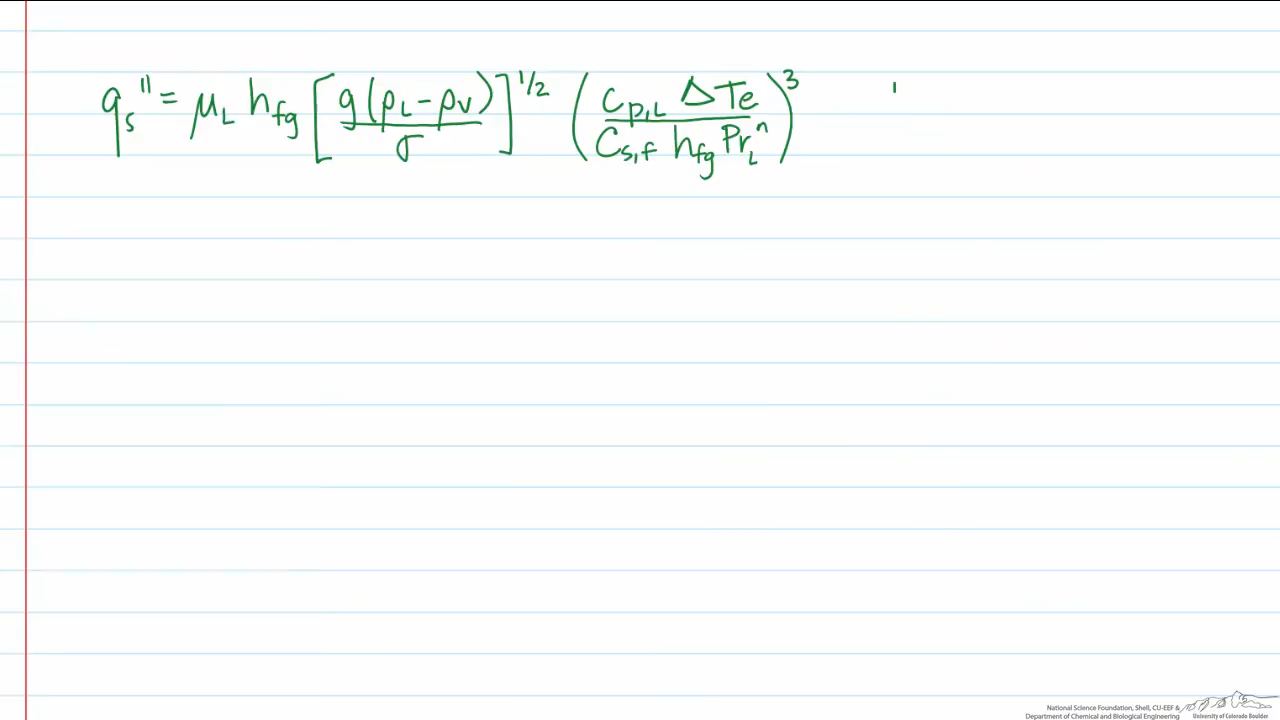 qₛ'' = μ_L h_fg [g(ρ_L − ρ_V)/σ]^1/2 (C_p,L ΔTe / C_s,f h_fg Pr_L^n)^3
National Science Foundation, Shell, CU-EEF &
Department of Chemical and Biological Engineering
University of Colorado Boulder